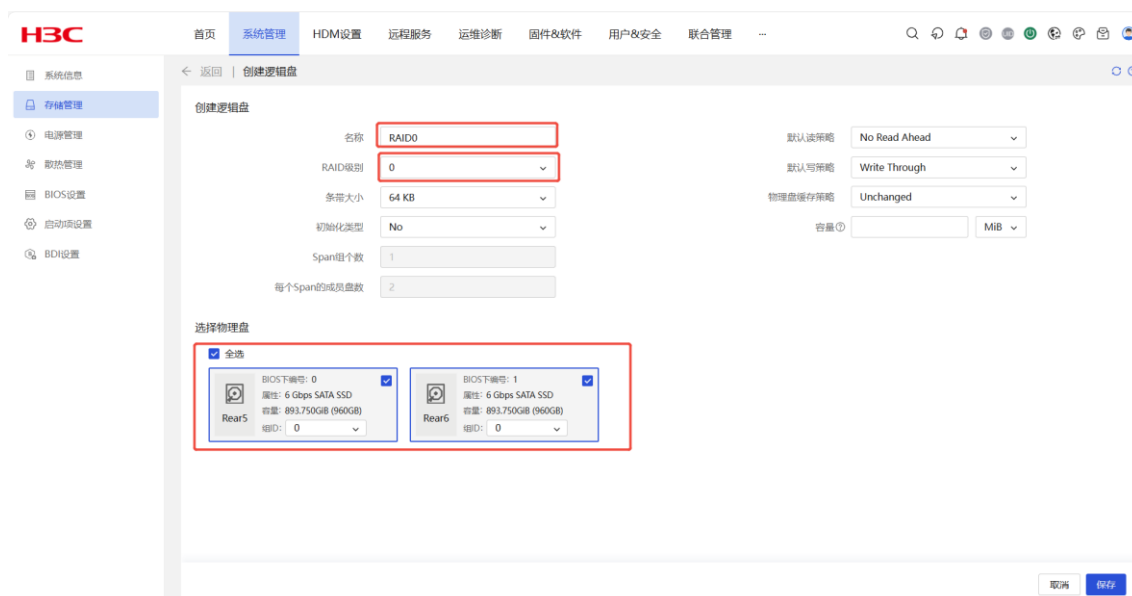 H3C
首页 系统管理 HDM设置 远程服务 运维诊断 固件&软件 用户&安全 联合管理 ...
系统信息
存储管理
电源管理
散热管理
BIOS设置
启动项设置
BDI设置
返回 | 创建逻辑盘
创建逻辑盘
名称 RAID0
RAID级别 0
条带大小 64 KB
初始化类型 No
Span组个数 1
每个Span的成员盘数 2
默认读策略 No Read Ahead
默认写策略 Write Through
物理盘缓存策略 Unchanged
容量 MiB
选择物理盘
全选
Rear5
BIOS下编号: 0
属性: 6 Gbps SATA SSD
容量: 893.750GiB (960GB)
组ID: 0
Rear6
BIOS下编号: 1
属性: 6 Gbps SATA SSD
容量: 893.750GiB (960GB)
组ID: 0
取消 保存